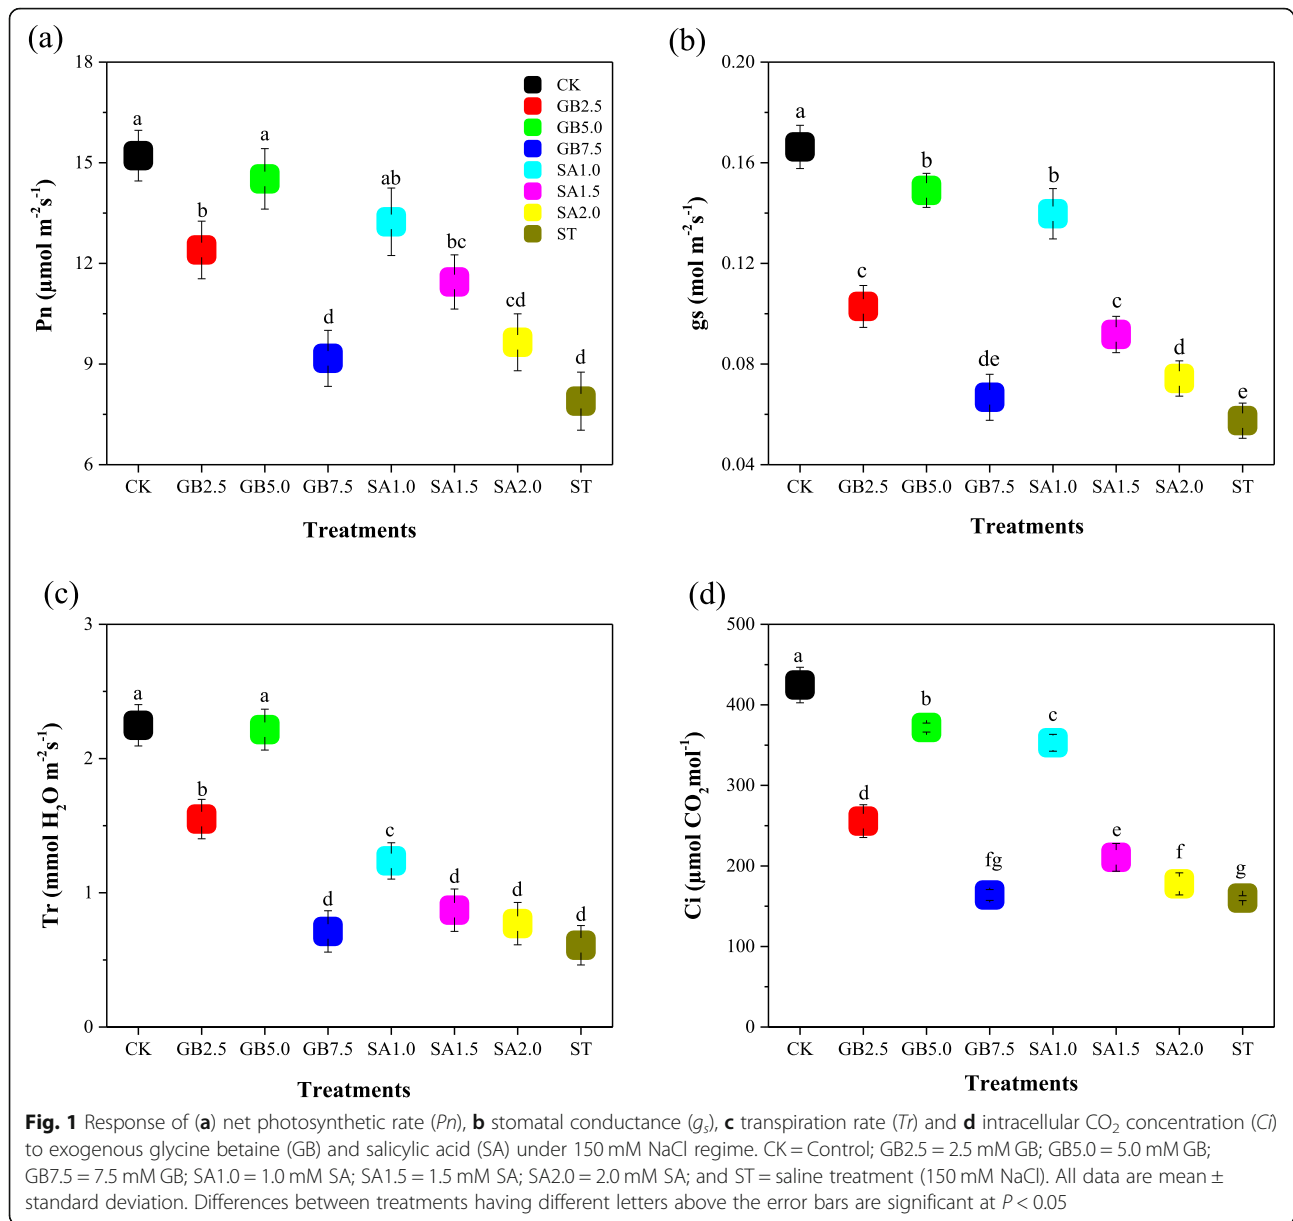 (a)
18
15
12
9
6
Pn (μmol m⁻²s⁻¹)
a
b
a
d
ab
bc
cd
d
CK
GB2.5
GB5.0
GB7.5
SA1.0
SA1.5
SA2.0
ST
CK GB2.5 GB5.0 GB7.5 SA1.0 SA1.5 SA2.0 ST
Treatments
(b)
0.20
0.16
0.12
0.08
0.04
gs (mol m⁻²s⁻¹)
a
c
b
de
b
c
d
e
CK GB2.5 GB5.0 GB7.5 SA1.0 SA1.5 SA2.0 ST
Treatments
(c)
3
2
1
0
Tr (mmol H₂O m⁻²s⁻¹)
a
b
a
d
c
d
d
d
CK GB2.5 GB5.0 GB7.5 SA1.0 SA1.5 SA2.0 ST
Treatments
(d)
500
400
300
200
100
0
Ci (μmol CO₂mol⁻¹)
a
d
b
fg
c
e
f
g
CK GB2.5 GB5.0 GB7.5 SA1.0 SA1.5 SA2.0 ST
Treatments
Fig. 1 Response of (a) net photosynthetic rate (Pn), b stomatal conductance (gₛ), c transpiration rate (Tr) and d intracellular CO₂ concentration (Ci)
to exogenous glycine betaine (GB) and salicylic acid (SA) under 150 mM NaCl regime. CK = Control; GB2.5 = 2.5 mM GB; GB5.0 = 5.0 mM GB;
GB7.5 = 7.5 mM GB; SA1.0 = 1.0 mM SA; SA1.5 = 1.5 mM SA; SA2.0 = 2.0 mM SA; and ST = saline treatment (150 mM NaCl). All data are mean ±
standard deviation. Differences between treatments having different letters above the error bars are significant at P < 0.05